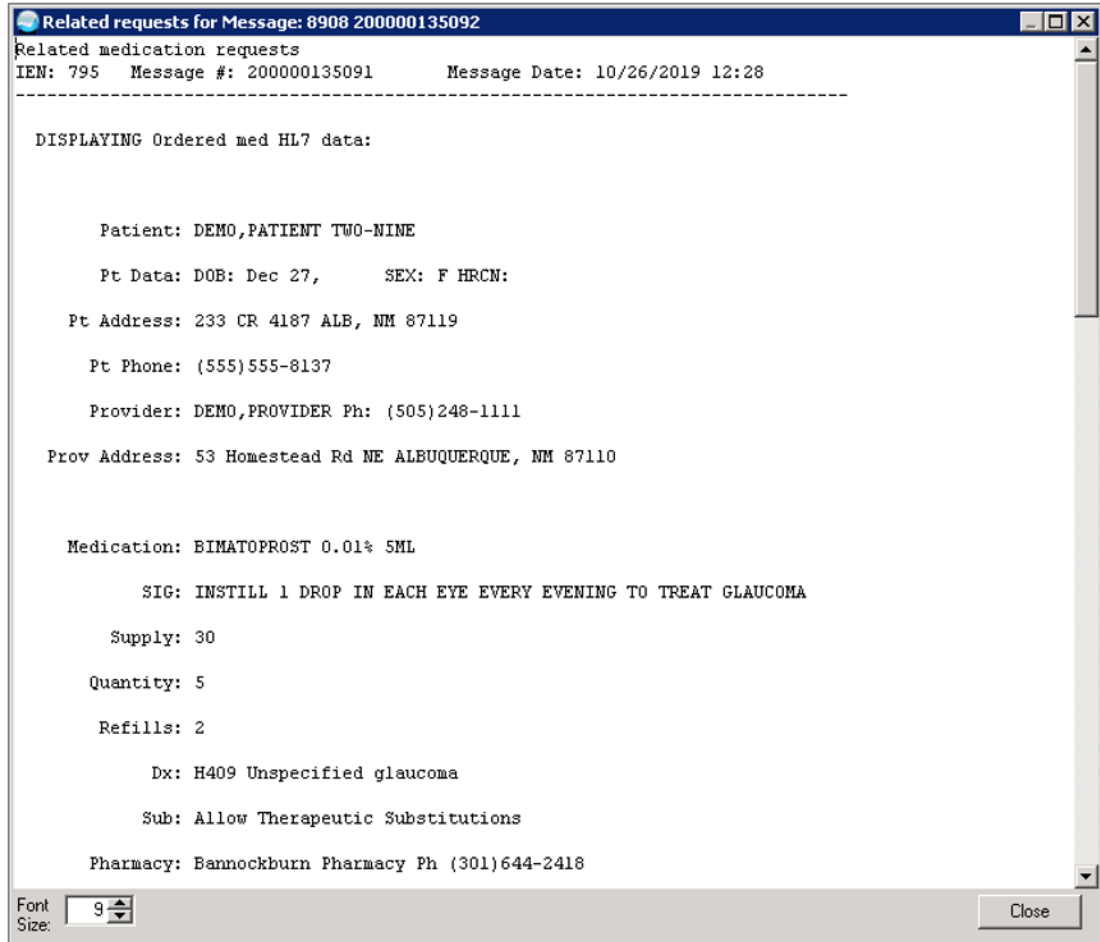 Related requests for Message: 8908 200000135092
Related medication requests
IEN: 795   Message #: 200000135091       Message Date: 10/26/2019 12:28
-------------------------------------------------------------------------------
DISPLAYING Ordered med HL7 data:
Patient: DEMO,PATIENT TWO-NINE
Pt Data: DOB: Dec 27,      SEX: F HRCN:
Pt Address: 233 CR 4187 ALB, NM 87119
Pt Phone: (555)555-8137
Provider: DEMO,PROVIDER Ph: (505)248-1111
Prov Address: 53 Homestead Rd NE ALBUQUERQUE, NM 87110
Medication: BIMATOPROST 0.01% 5ML
SIG: INSTILL 1 DROP IN EACH EYE EVERY EVENING TO TREAT GLAUCOMA
Supply: 30
Quantity: 5
Refills: 2
Dx: H409 Unspecified glaucoma
Sub: Allow Therapeutic Substitutions
Pharmacy: Bannockburn Pharmacy Ph (301)644-2418
Font Size: 9
Close